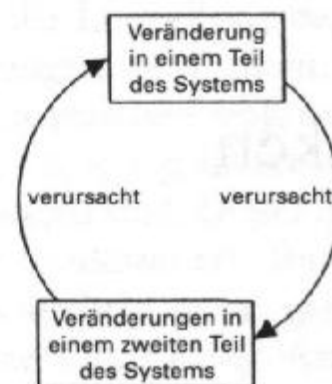 Veränderung
in einem Teil
des Systems
verursacht
verursacht
Veränderungen in
einem zweiten Teil
des Systems